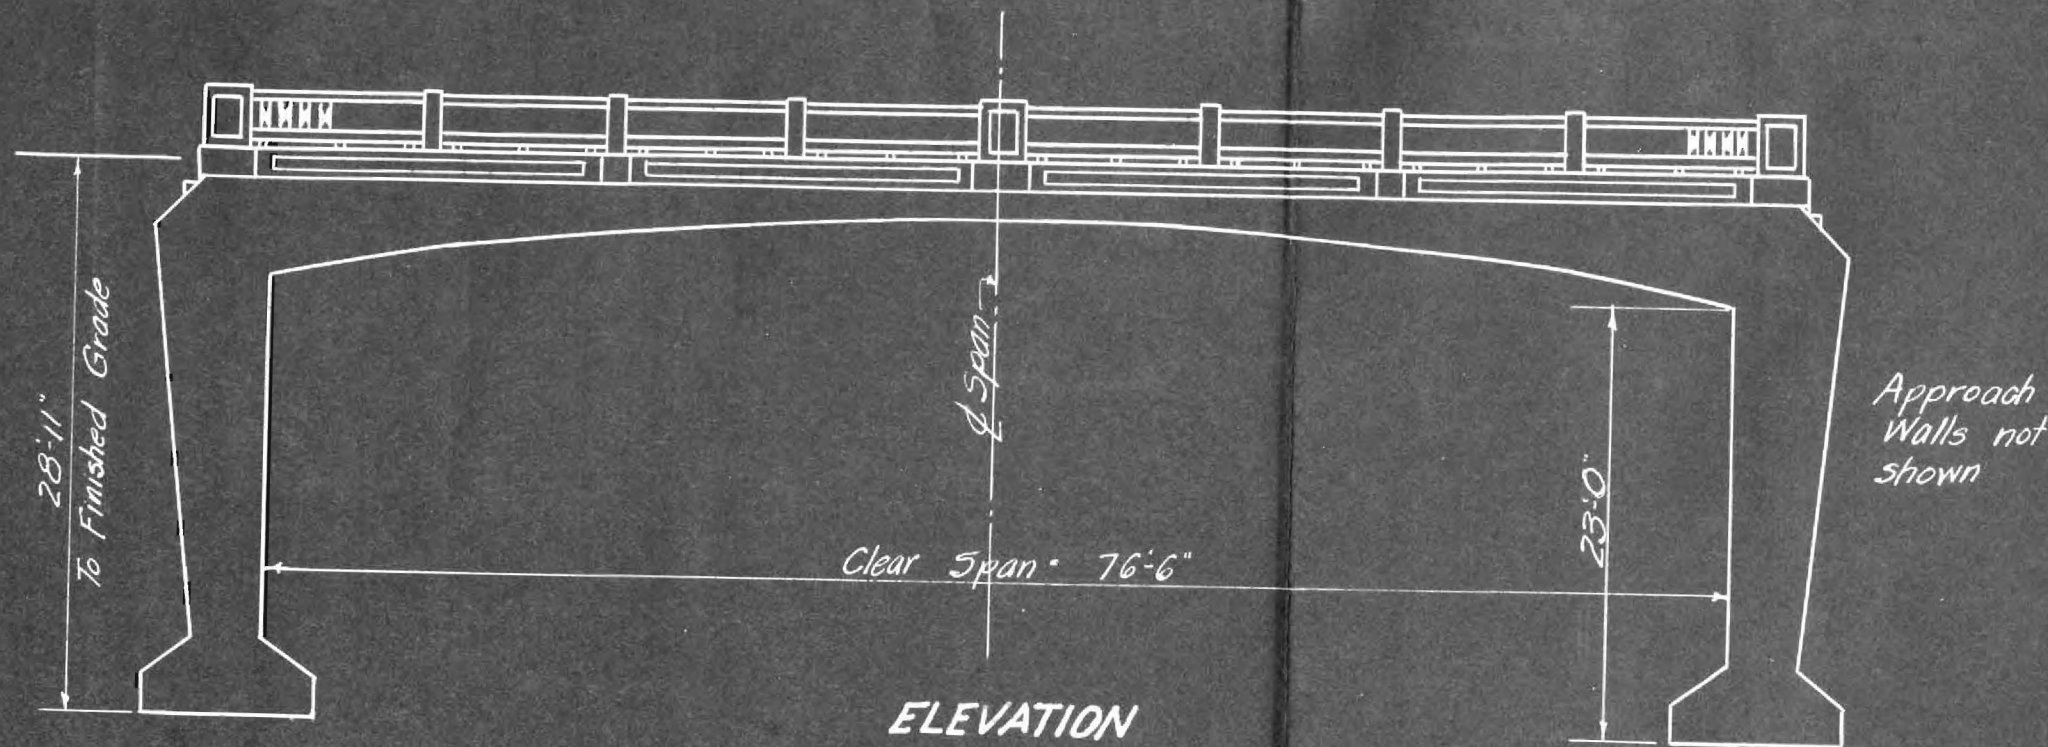 28'-11"
To Finished Grade
℄ Span
Clear Span = 76'-6"
23'-0"
Approach
Walls not
shown
ELEVATION